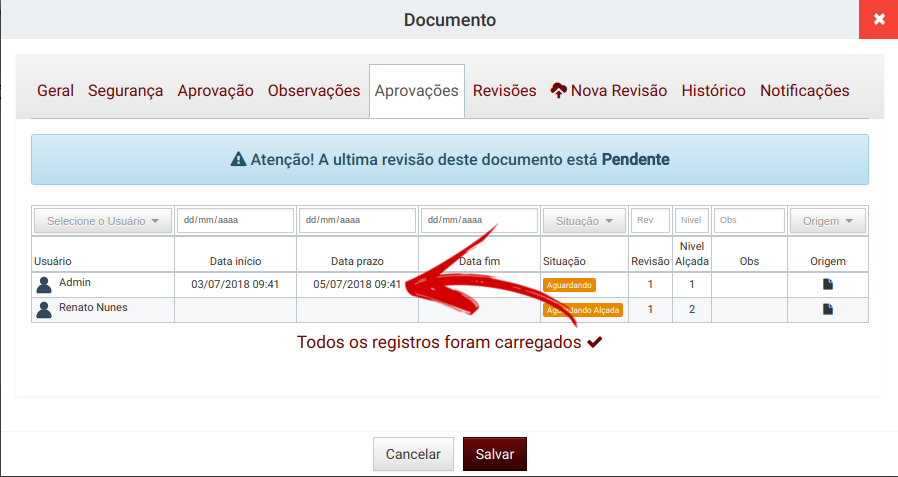 Documento
Geral Segurança Aprovação Observações Aprovações Revisões Nova Revisão Histórico Notificações
Atenção! A ultima revisão deste documento está Pendente
Selecione o Usuário dd/mm/aaaa dd/mm/aaaa dd/mm/aaaa Situação Rev Nivel Obs Origem
Usuário Data início Data prazo Data fim Situação Revisão Nivel Alçada Obs Origem
Admin 03/07/2018 09:41 05/07/2018 09:41 Aguardando 1 1
Renato Nunes Aguardando Alçada 1 2
Todos os registros foram carregados
Cancelar Salvar